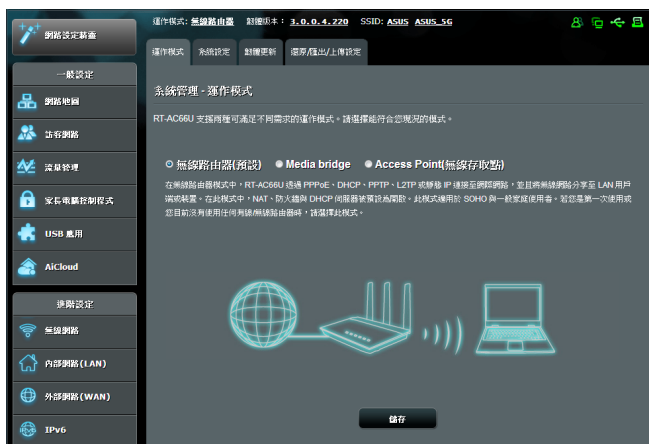 運作模式: 無線路由器 韌體版本: 3.0.0.4.220 SSID: ASUS ASUS_5G
網路設定精靈
運作模式 系統設定 韌體更新 還原/匯出/上傳設定
一般設定
網路地圖
訪客網路
流量管理
家長電腦控制程式
USB 應用
AiCloud
進階設定
無線網路
內部網路(LAN)
外部網路(WAN)
IPv6
系統管理 - 運作模式
RT-AC66U 支援兩種可滿足不同需求的運作模式。請選擇能符合您現況的模式。
無線路由器(預設) Media bridge Access Point(無線存取點)
在無線路由器模式中，RT-AC66U 透過 PPPoE、DHCP、PPTP、L2TP 或靜態 IP 連接至網際網路，並且將無線網路分享至 LAN 用戶
端或裝置。在此模式中，NAT、防火牆與 DHCP 伺服器被預設為開啟。此模式適用於 SOHO 與一般家庭使用者。若您是第一次使用或
您目前沒有使用任何有線/無線路由器時，請選擇此模式。
儲存